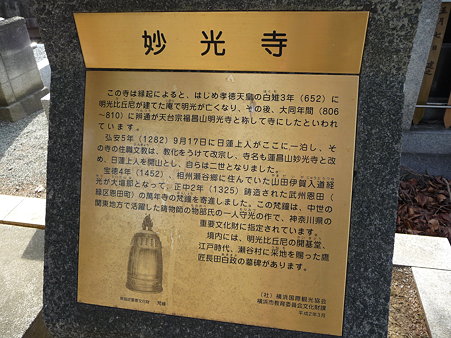 妙光寺
この寺は縁起によると、はじめ孝徳天皇の白雉3年（652）に
明光比丘尼が建てた庵で明光が亡くなり、その後、大同年間（806
～810）に辨通が天台宗福昌山明光寺と称して寺にしたといわれ
ています。
弘安5年（1282）9月17日に日蓮上人がここに一泊し、そ
の寺の住職文教は、教化をうけて改宗し、寺名も蓮昌山妙光寺と改
め、日蓮上人を開山とし、自らは二世となりました。
宝徳4年（1452）、相州瀬谷郷に住んでいた山田伊賀入道経
光が大壇那となって、正中2年（1325）鋳造された武州恩田（
緑区恩田町）の萬年寺の梵鐘を寄進しました。この梵鐘は、中世の
関東地方で活躍した鋳物師の物部氏の一人守光の作で、神奈川県の
重要文化財に指定されています。
境内には、明光比丘尼の開基堂、
江戸時代、瀬谷村に采地を賜った鷹
匠長田白政の墓碑があります。
梵鐘
（社）横浜国際観光協会
横浜市教育委員会文化財課
平成2年3月